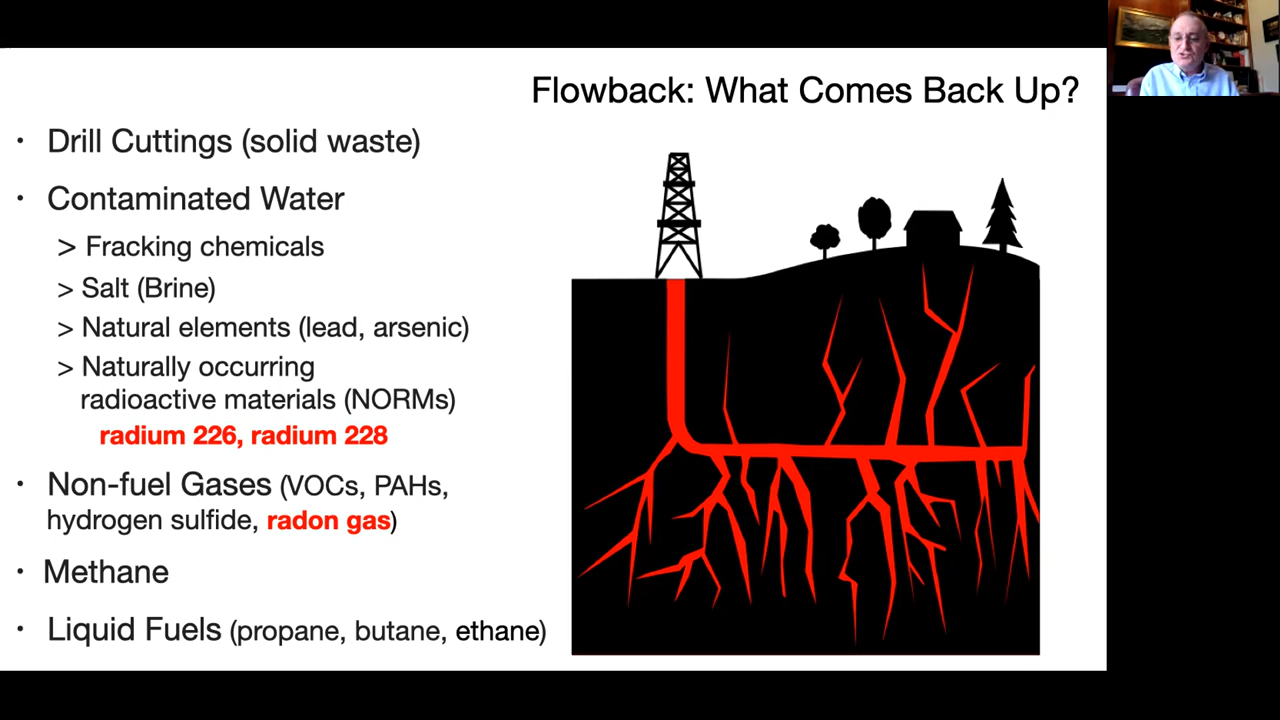 Flowback: What Comes Back Up?
· Drill Cuttings (solid waste)
· Contaminated Water
> Fracking chemicals
> Salt (Brine)
> Natural elements (lead, arsenic)
> Naturally occurring
radioactive materials (NORMs)
radium 226, radium 228
· Non-fuel Gases (VOCs, PAHs,
hydrogen sulfide, radon gas)
· Methane
· Liquid Fuels (propane, butane, ethane)